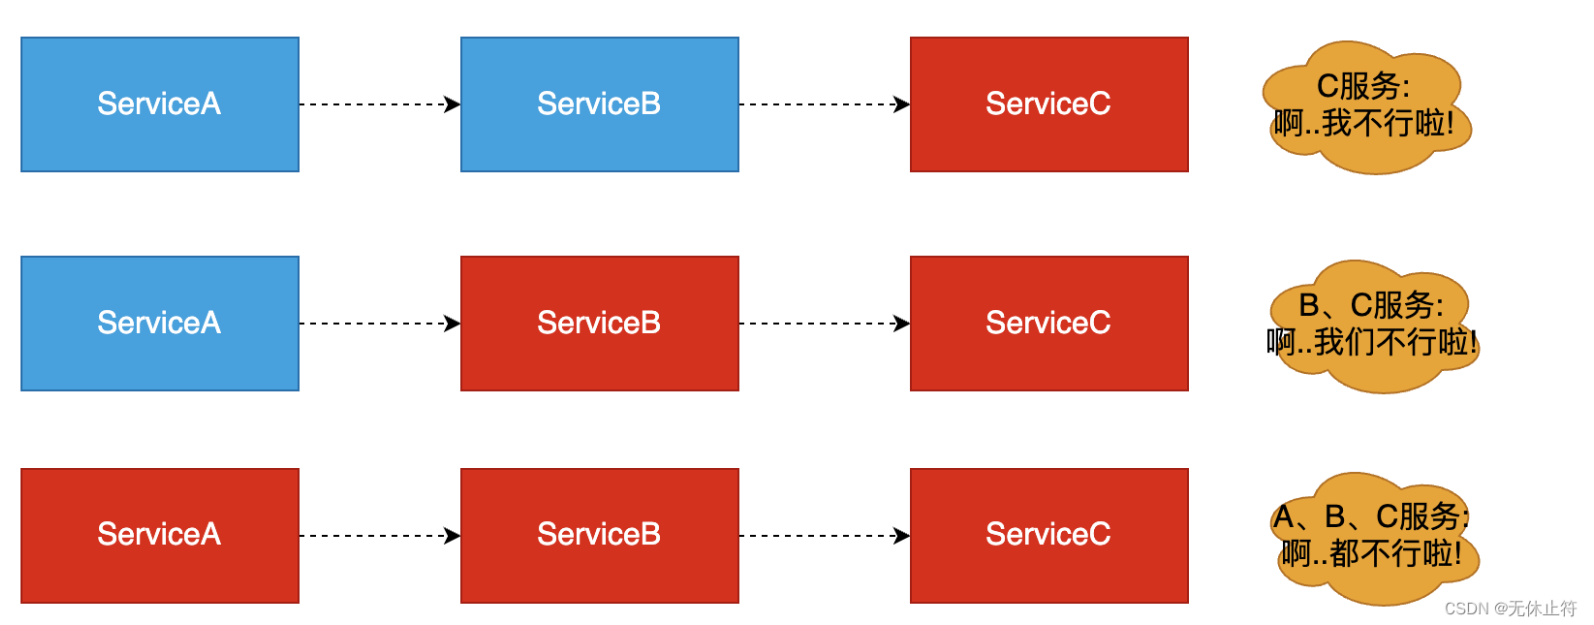 ServiceA
ServiceB
ServiceC
C服务:
啊..我不行啦!
ServiceA
ServiceB
ServiceC
B、C服务:
啊..我们不行啦!
ServiceA
ServiceB
ServiceC
A、B、C服务:
啊..都不行啦!
CSDN @无休止符